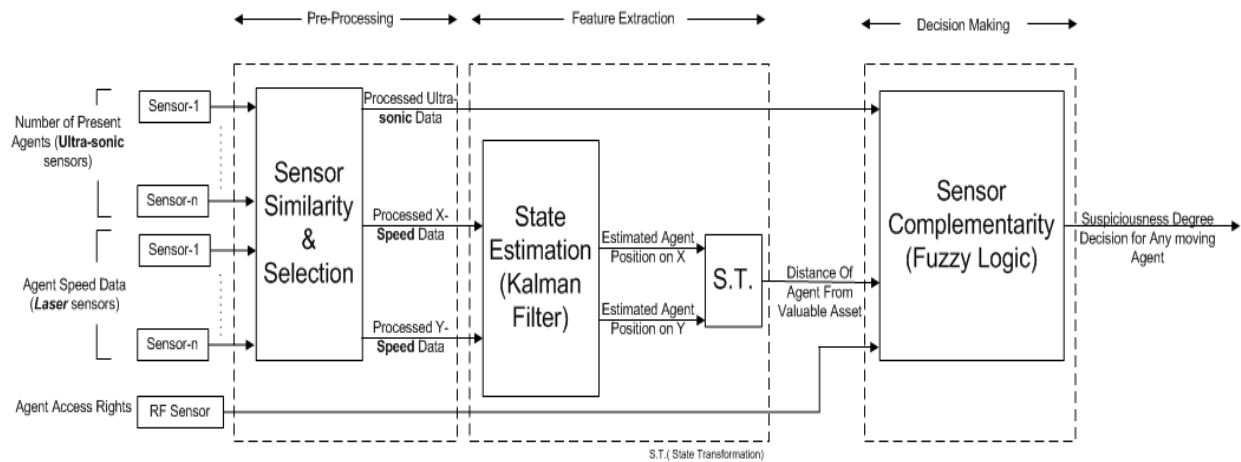 Pre-Processing
Feature Extraction
Decision Making
Number of Present
Agents (Ultra-sonic
sensors)
Sensor-1
Sensor-n
Agent Speed Data
(Laser sensors)
Sensor-1
Sensor-n
Agent Access Rights
RF Sensor
Sensor
Similarity
&
Selection
Processed Ultra-
sonic Data
Processed X-
Speed Data
Processed Y-
Speed Data
State
Estimation
(Kalman
Filter)
Estimated Agent
Position on X
Estimated Agent
Position on Y
S.T.
Distance Of
Agent From
Valuable Asset
Sensor
Complementarity
(Fuzzy Logic)
Suspiciousness Degree
Decision for Any moving
Agent
S.T.( State Transformation)